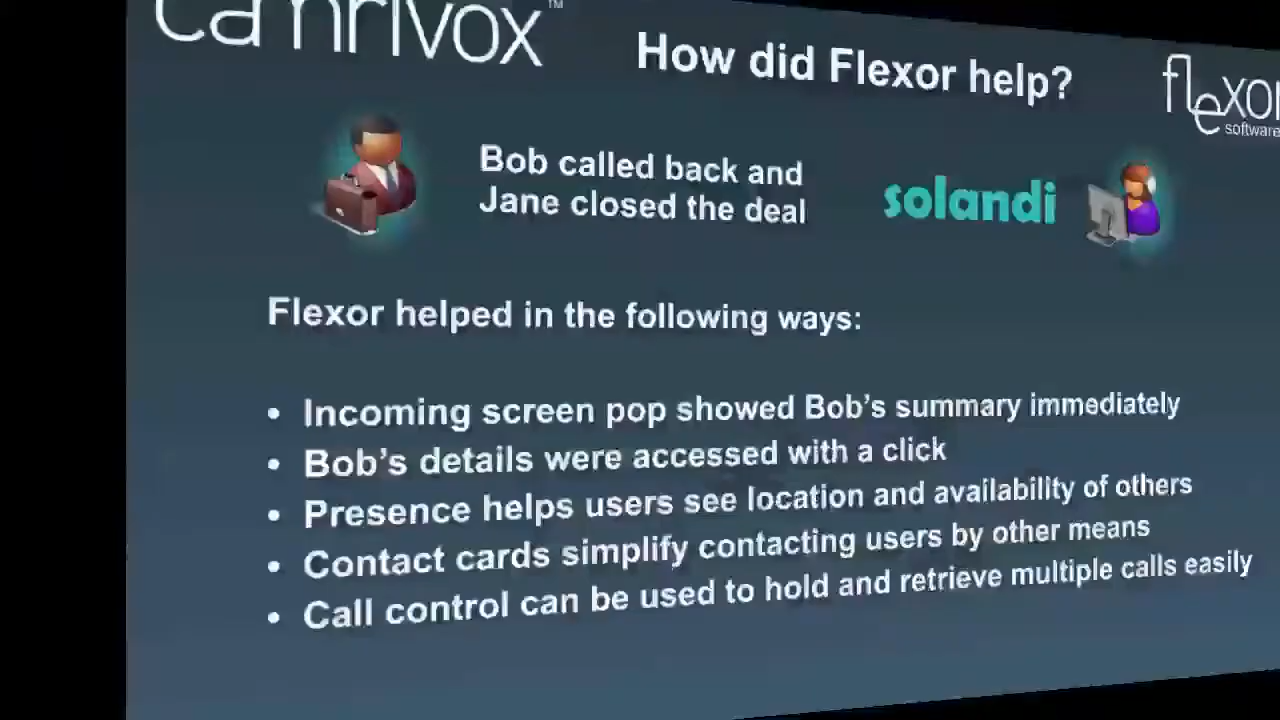 Camrivox™
How did Flexor help?
flexor
software
Bob called back and
Jane closed the deal
solandi
Flexor helped in the following ways:
• Incoming screen pop showed Bob's summary immediately
• Bob's details were accessed with a click
• Presence helps users see location and availability of others
• Contact cards simplify contacting users by other means
• Call control can be used to hold and retrieve multiple calls easily